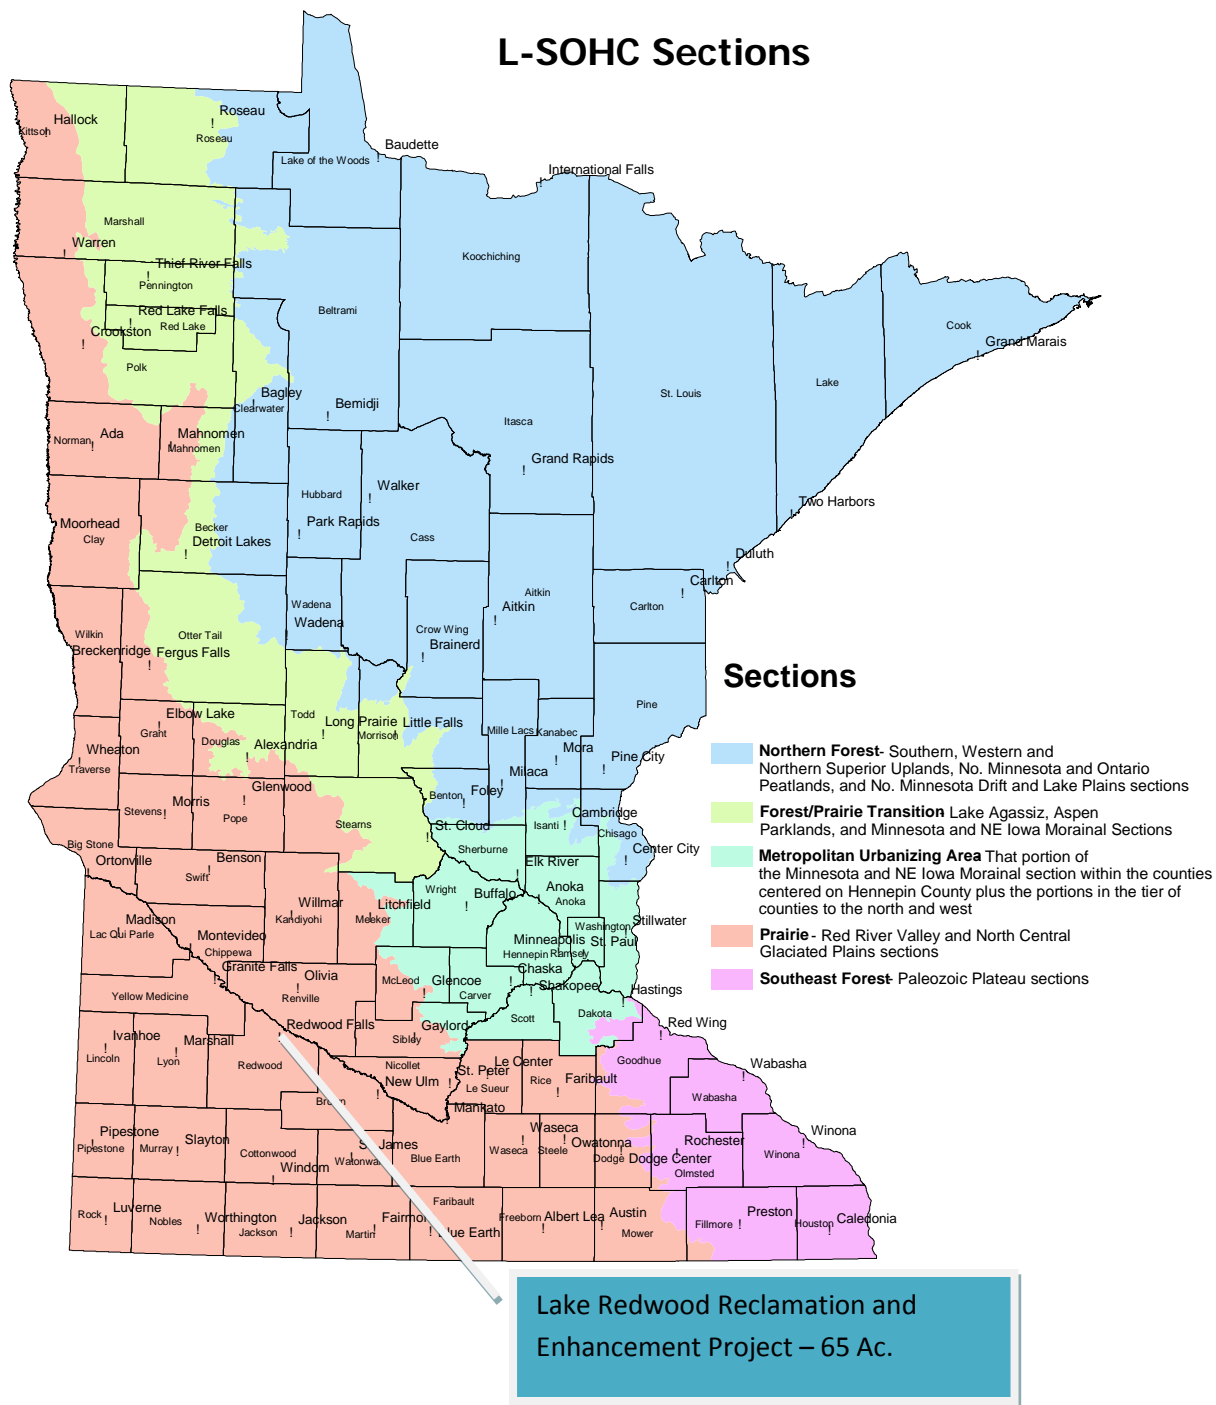 L-SOHC Sections
Roseau
Hallock
Kittson
Roseau
Baudette
Lake of the Woods
International Falls
Marshall
Warren
Koochiching
Thief River Falls
Pennington
Red Lake Falls
Red Lake
Crookston
Beltrami
Cook
Grand Marais
Polk
Lake
St. Louis
Bagley
Clearwater
Bemidji
Itasca
Norman
Ada
Mahnomen
Mahnomen
Grand Rapids
Walker
Hubbard
Two Harbors
Park Rapids
Moorhead
Clay
Becker
Detroit Lakes
Cass
Duluth
Carlton
Aitkin
Aitkin
Carlton
Wadena
Wadena
Crow Wing
Brainerd
Wilkin
Otter Tail
Breckenridge
Fergus Falls
Sections
Pine
Elbow Lake
Todd
Long Prairie
Little Falls
Grant
Douglas
Alexandria
Morrison
Mille Lacs
Kanabec
Mora
Pine City
Wheaton
Traverse
Milaca
Northern Forest- Southern, Western and
Northern Superior Uplands, No. Minnesota and Ontario
Peatlands, and No. Minnesota Drift and Lake Plains sections
Glenwood
Morris
Stevens
Pope
Benton
Foley
Cambridge
Forest/Prairie Transition Lake Agassiz, Aspen
Parklands, and Minnesota and NE Iowa Morainal Sections
Stearns
St. Cloud
Isanti
Chisago
Big Stone
Ortonville
Benson
Swift
Sherburne
Center City
Elk River
Metropolitan Urbanizing Area That portion of
the Minnesota and NE Iowa Morainal section within the counties
centered on Hennepin County plus the portions in the tier of
counties to the north and west
Wright
Buffalo
Anoka
Anoka
Willmar
Kandiyohi
Litchfield
Meeker
Madison
Lac Qui Parle
Montevideo
Chippewa
Stillwater
Washington
Minneapolis
St. Paul
Hennepin
Ramsey
Prairie - Red River Valley and North Central
Glaciated Plains sections
Granite Falls
Olivia
Renville
McLeod
Glencoe
Carver
Chaska
Shakopee
Southeast Forest- Paleozoic Plateau sections
Hastings
Yellow Medicine
Redwood Falls
Gaylord
Sibley
Scott
Dakota
Red Wing
Ivanhoe
Lincoln
Marshall
Lyon
Redwood
Nicollet
New Ulm
St. Peter
Le Center
Le Sueur
Rice
Faribault
Goodhue
Wabasha
Wabasha
Brown
Mankato
Pipestone
Pipestone
Murray
Slayton
Cottonwood
Windom
St. James
Watonwan
Blue Earth
Waseca
Waseca
Steele
Owatonna
Dodge
Dodge Center
Rochester
Olmsted
Winona
Winona
Rock
Luverne
Nobles
Worthington
Jackson
Jackson
Martin
Fairmont
Faribault
Blue Earth
Freeborn
Albert Lea
Austin
Mower
Fillmore
Preston
Houston
Caledonia
Lake Redwood Reclamation and
Enhancement Project – 65 Ac.